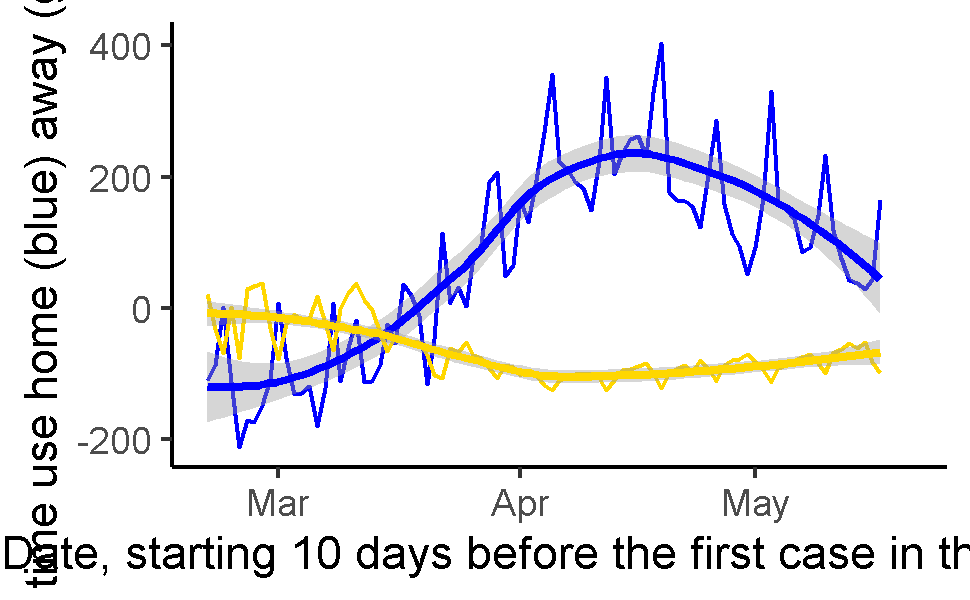 time use home (blue) away (
400
200
0
-200
Mar Apr May
Date, starting 10 days before the first case in th